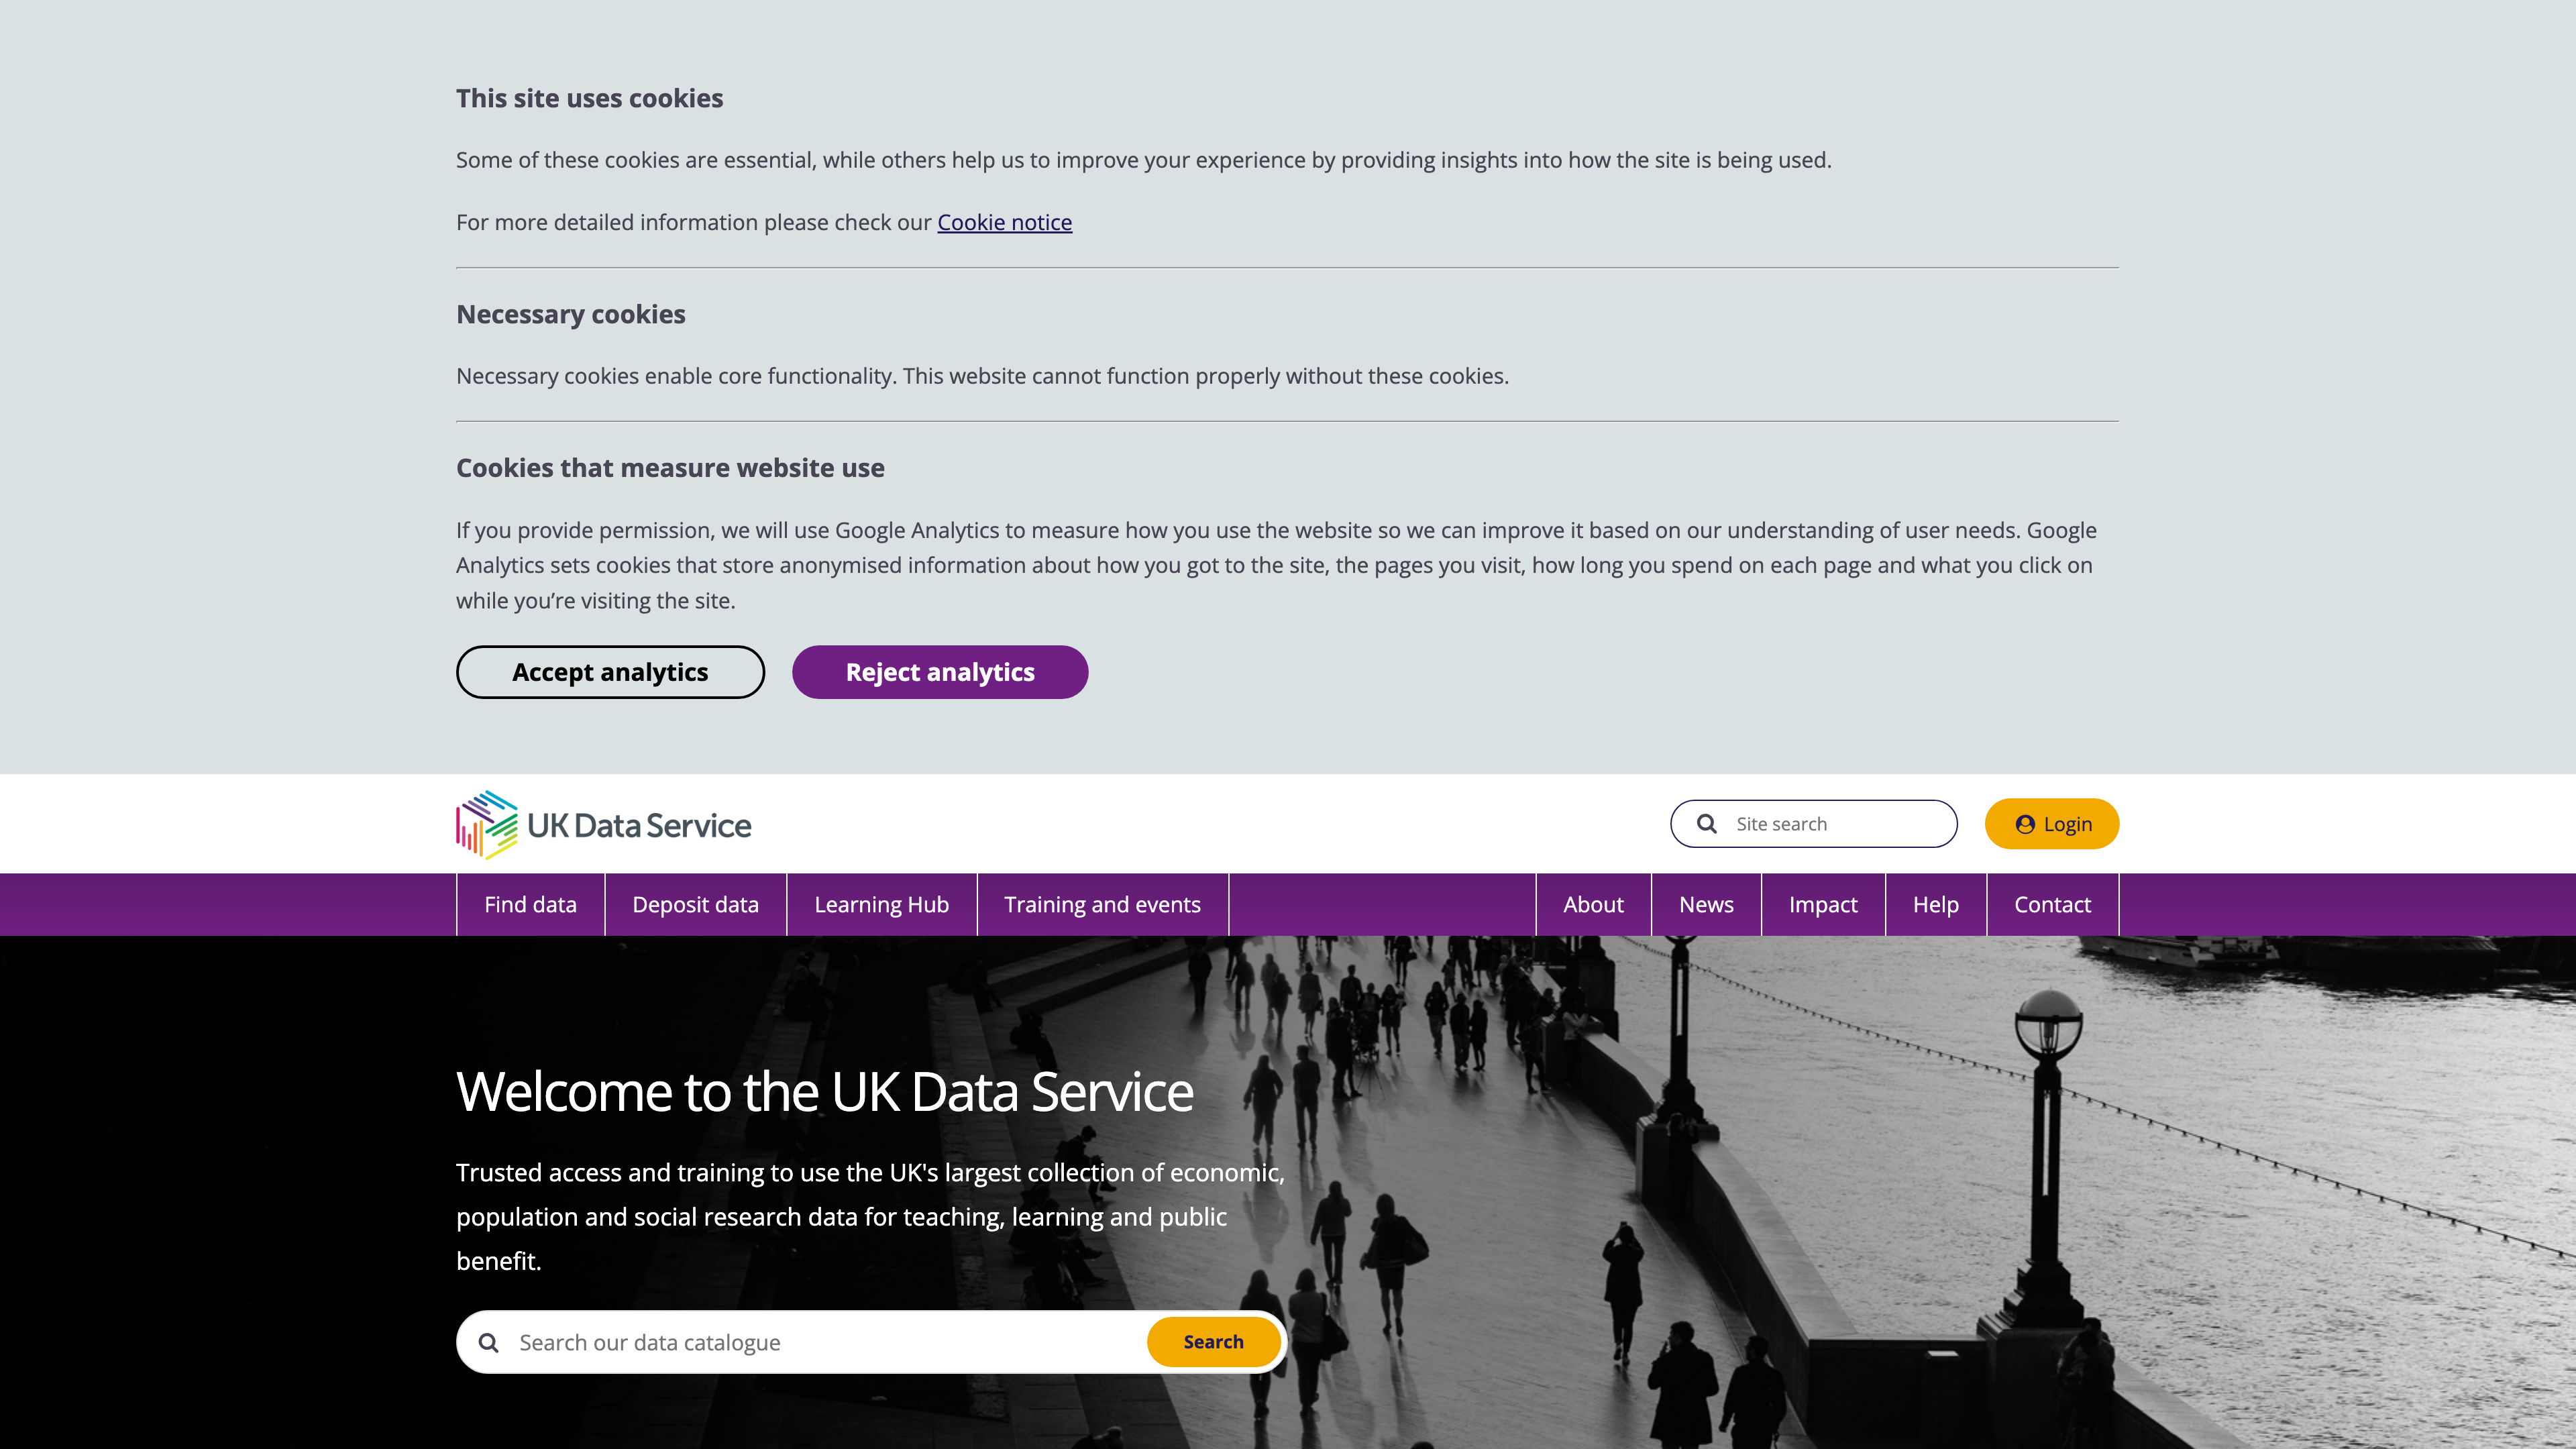 This site uses cookies
Some of these cookies are essential, while others help us to improve your experience by providing insights into how the site is being used.
For more detailed information please check our Cookie notice
Necessary cookies
Necessary cookies enable core functionality. This website cannot function properly without these cookies.
Cookies that measure website use
If you provide permission, we will use Google Analytics to measure how you use the website so we can improve it based on our understanding of user needs. Google
Analytics sets cookies that store anonymised information about how you got to the site, the pages you visit, how long you spend on each page and what you click on
while you’re visiting the site.
Accept analytics Reject analytics
UK Data Service Site search Login
Find data Deposit data Learning Hub Training and events About News Impact Help Contact
Welcome to the UK Data Service
Trusted access and training to use the UK's largest collection of economic,
population and social research data for teaching, learning and public
benefit.
Search our data catalogue Search